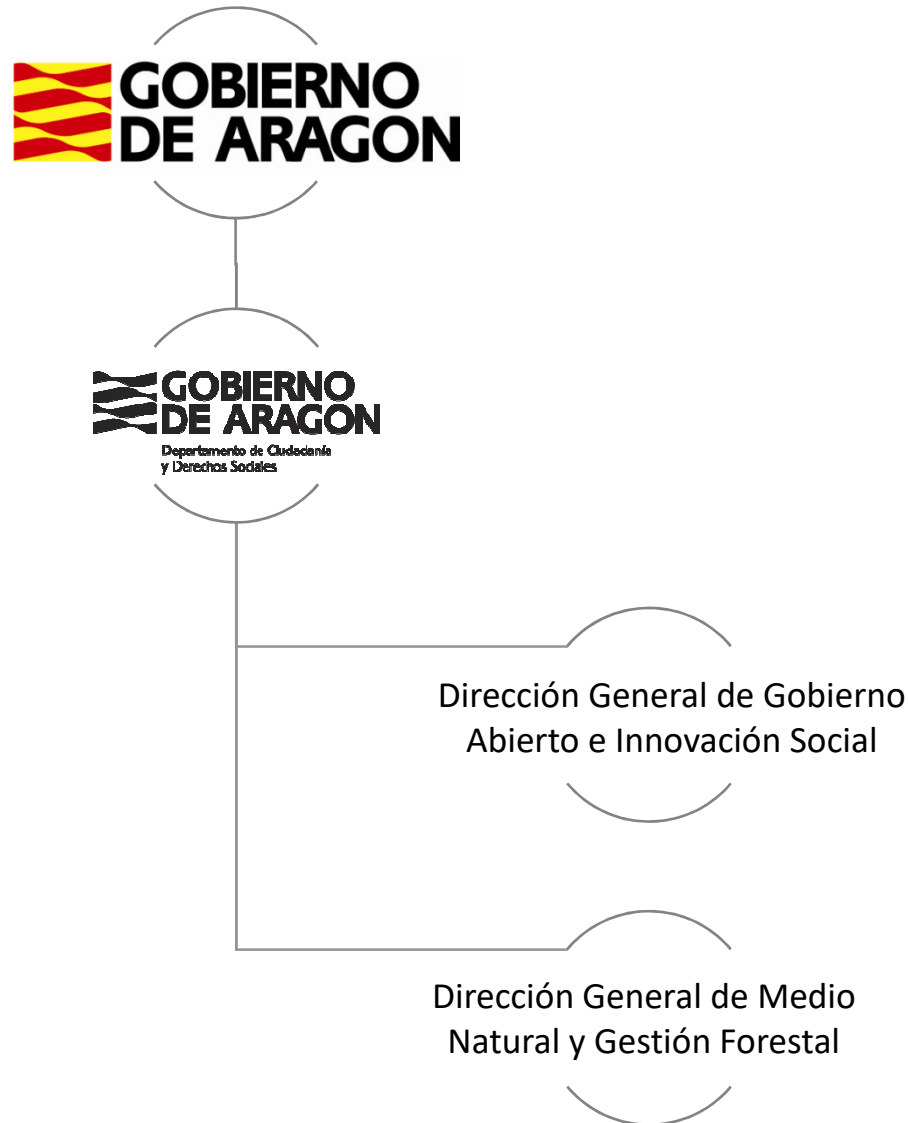 GOBIERNO
DE ARAGON
GOBIERNO
DE ARAGON
Departamento de Ciudadanía
y Derechos Sociales
Dirección General de Gobierno
Abierto e Innovación Social
Dirección General de Medio
Natural y Gestión Forestal